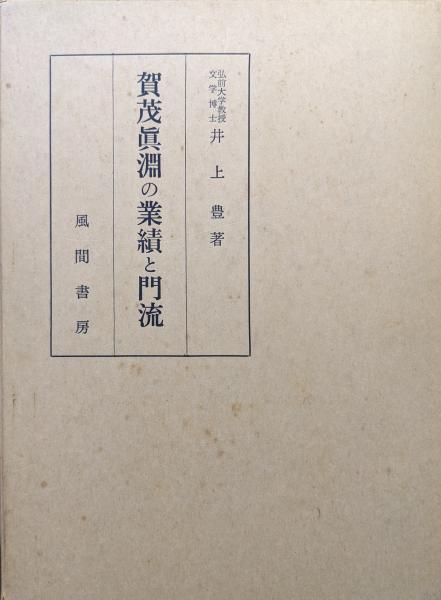 弘前大学教授
文学博士
井上豊著
賀茂眞淵の業績と門流
風間書房